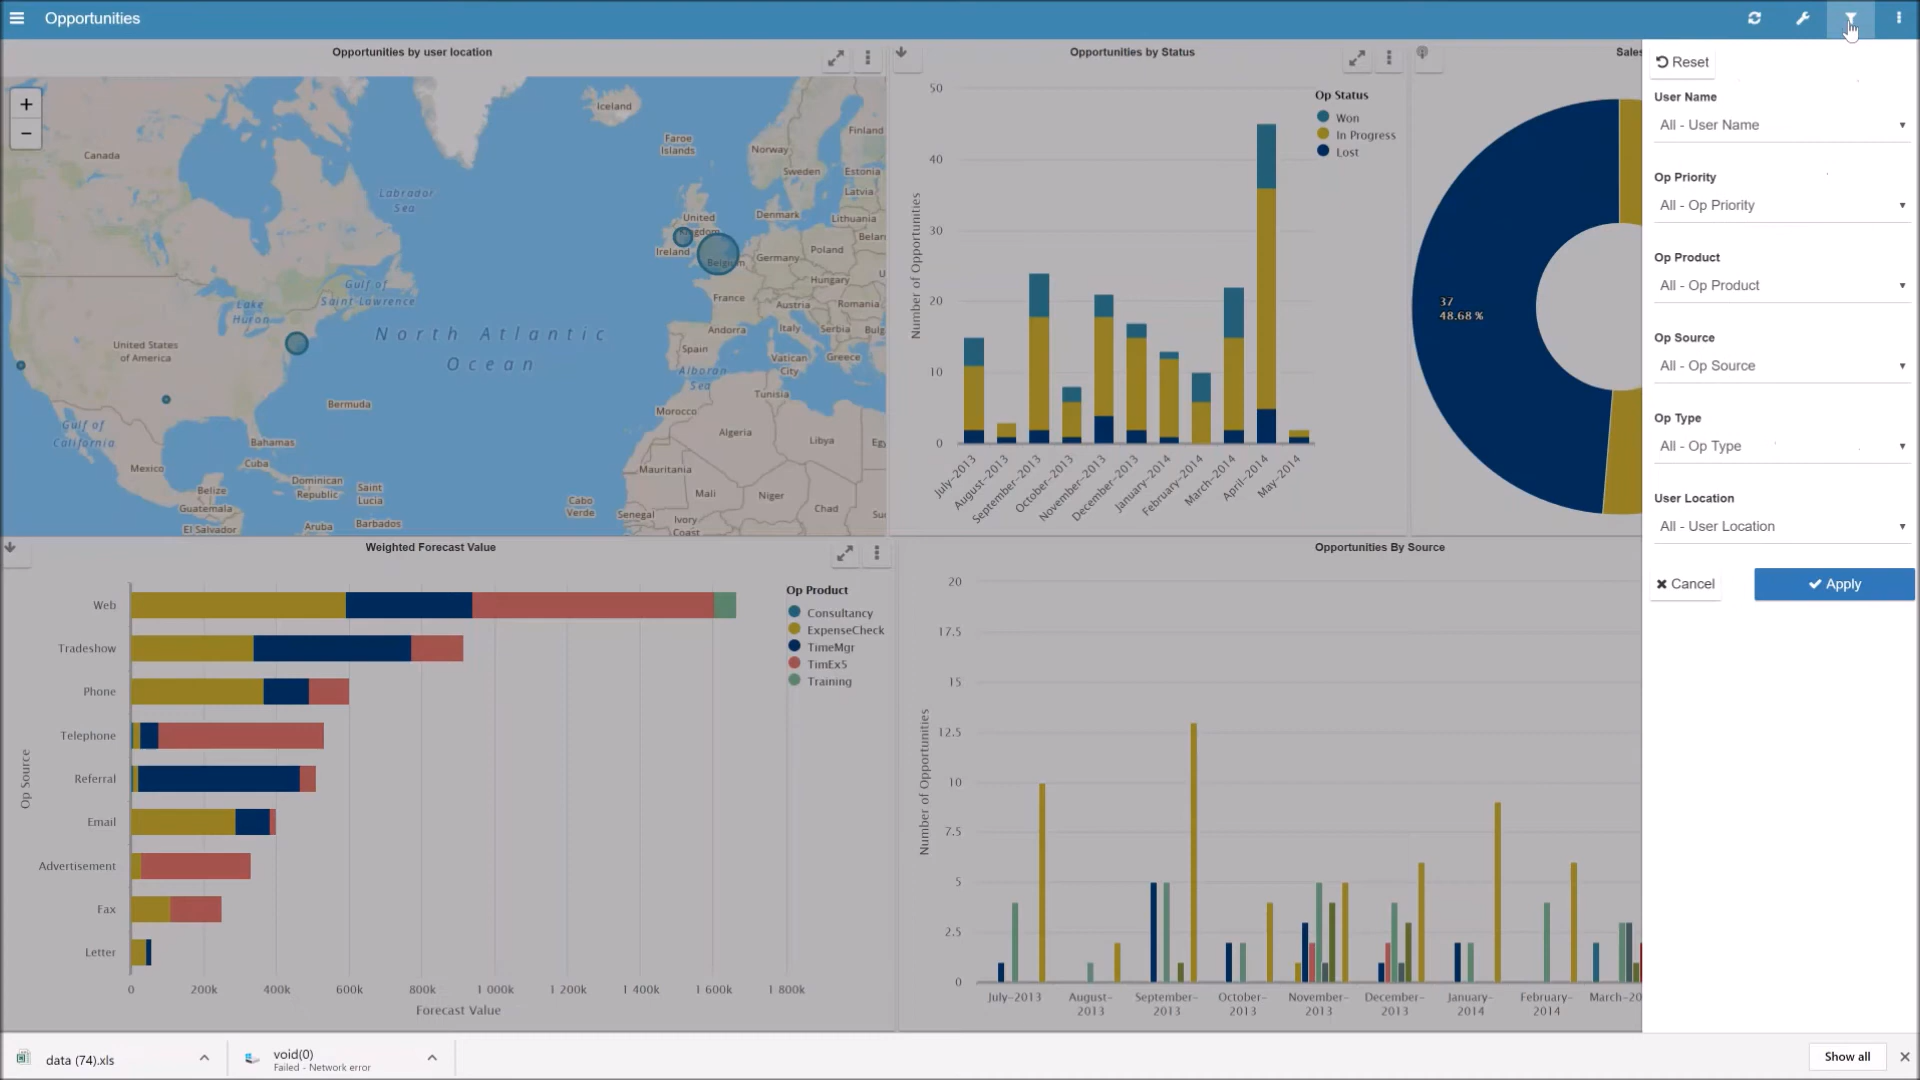 Opportunities
Opportunities by user location
+
−
Iceland
Faroe
Islands
Finland
Norway
Sweden
Estonia
Latvia
Canada
Labrador
Sea
United
Kingdom
Denmark
Lithuania
Ireland
Belgium
Germany
Poland
Belaru
Hungary
Gulf of
Saint Lawrence
Lake
Huron
France
Austria
Romania
Andorra
Italy
Serbia
Bulg
North Atlantic
Ocean
United States
of America
Spain
Vatican
City
Greece
Alboran
Sea
Tunisia
Bermuda
Morocco
Gulf of
California
Algeria
Libya
Egy
Bahamas
Cuba
Mexico
Mauritania
Dominican
Republic
Saint
Lucia
Belize
Mali
Niger
Guatemala
Cabo
Verde
Senegal
Chad
Su
El Salvador
Aruba
Barbados
Ivory
Coast
Opportunities by Status
50
40
30
20
10
0
Number of Opportunities
Op Status
Won
In Progress
Lost
July-2013
August-2013
September-2013
October-2013
November-2013
December-2013
January-2014
February-2014
March-2014
April-2014
May-2014
Sales
37
48.68 %
Reset
User Name
All - User Name
Op Priority
All - Op Priority
Op Product
All - Op Product
Op Source
All - Op Source
Op Type
All - Op Type
User Location
All - User Location
Cancel
Apply
Weighted Forecast Value
Op Source
Web
Tradeshow
Phone
Telephone
Referral
Email
Advertisement
Fax
Letter
0 200k 400k 600k 800k 1 000k 1 200k 1 400k 1 600k 1 800k
Forecast Value
Op Product
Consultancy
ExpenseCheck
TimeMgr
TimEx5
Training
Opportunities By Source
20
17.5
15
12.5
10
7.5
5
2.5
0
Number of Opportunities
July-2013
August-
2013
September-
2013
October-
2013
November-
2013
December-
2013
January-
2014
February-
2014
March-20
data (74).xls
void(0)
Failed - Network error
Show all